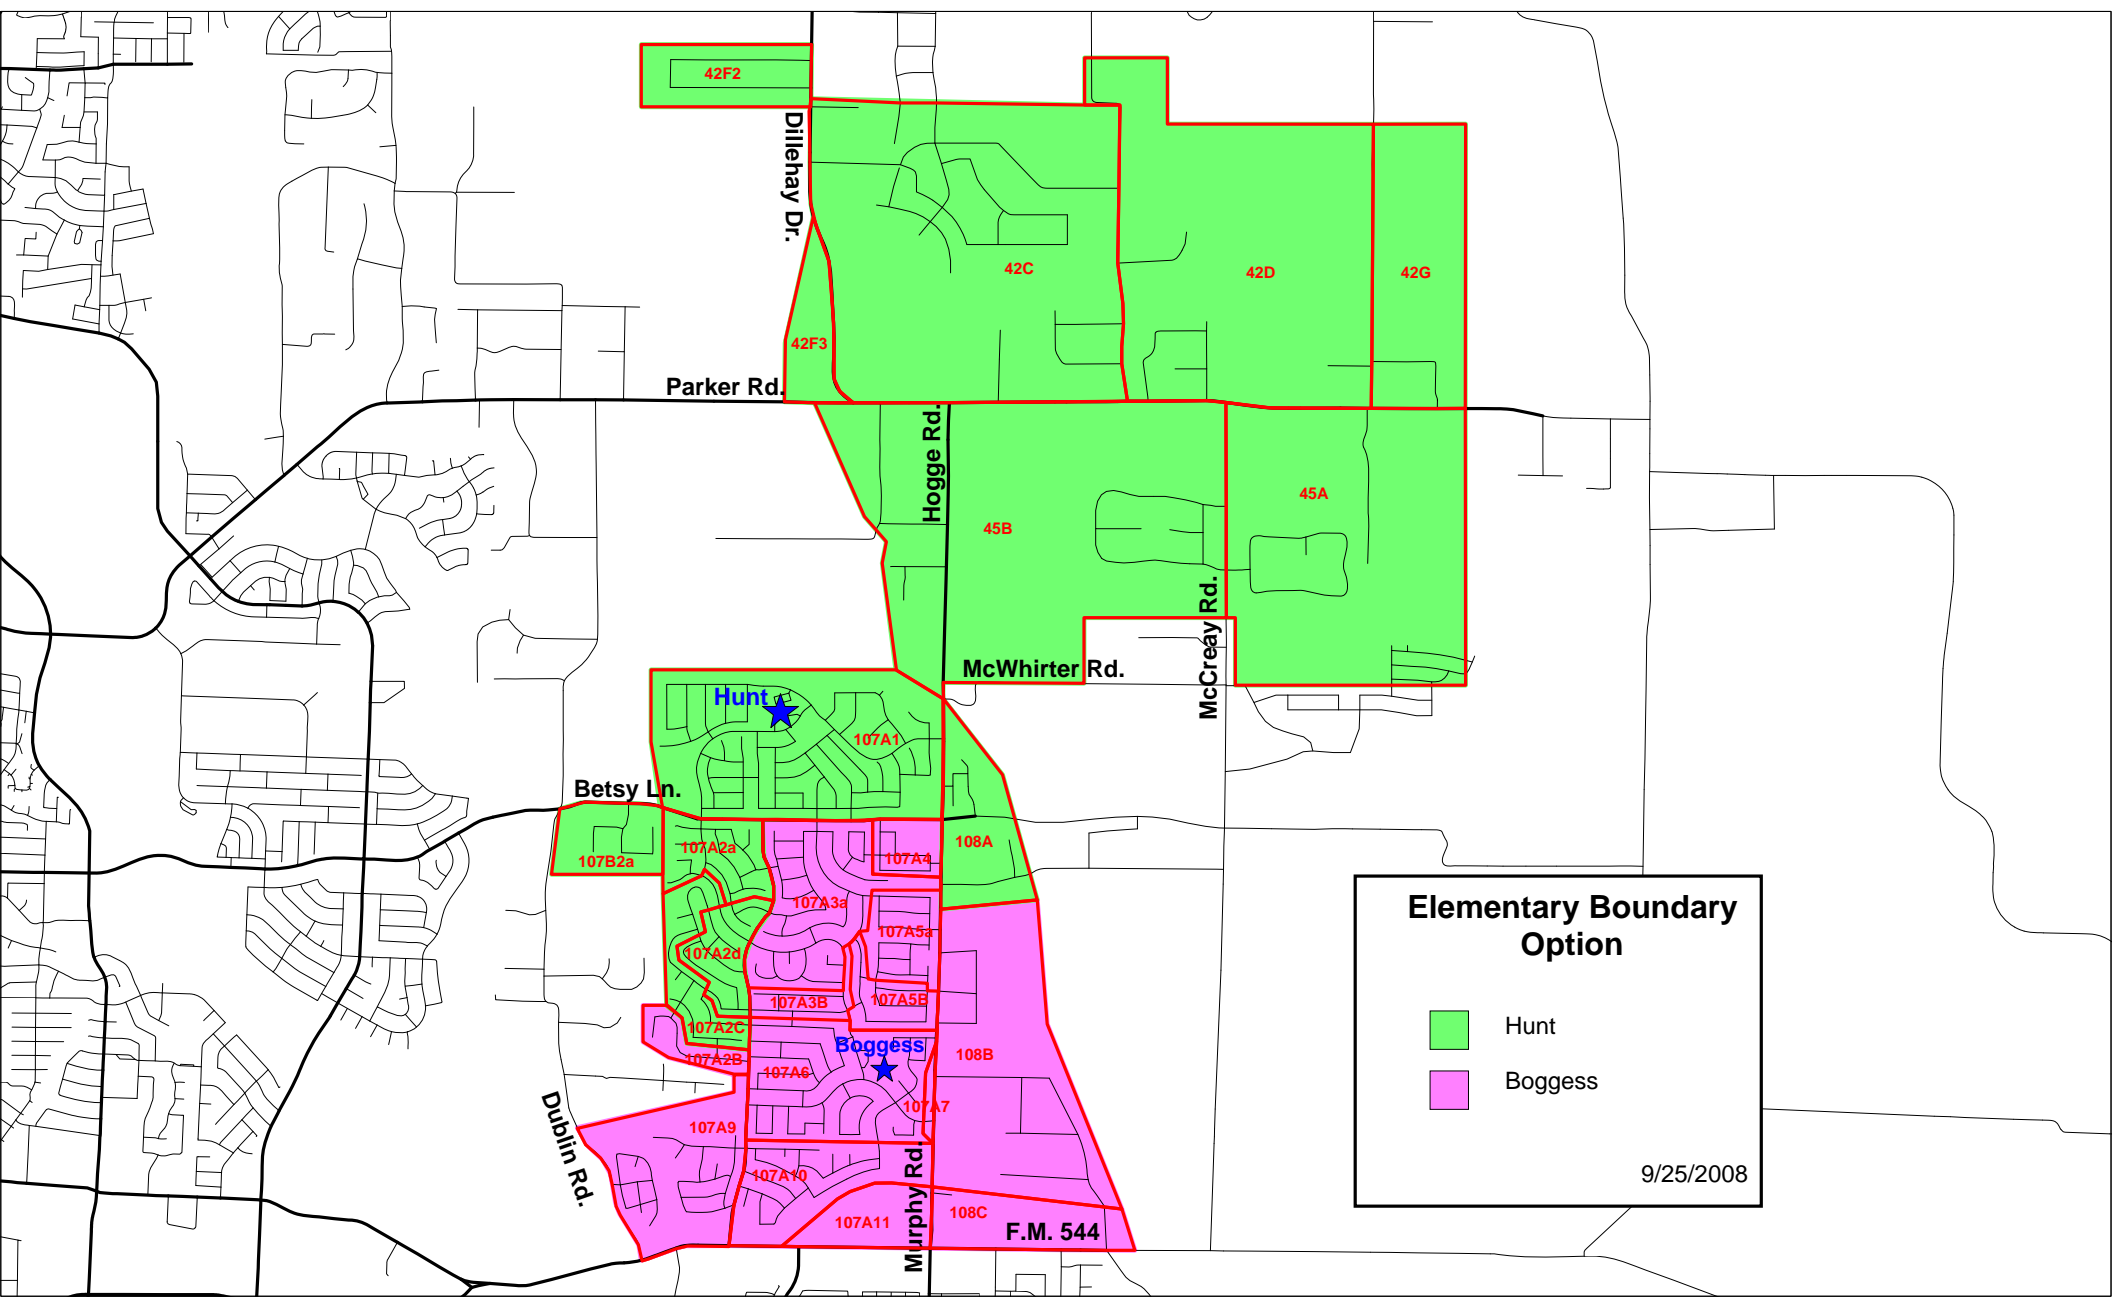 42F2
Dillehay Dr.
42C
42D
42G
42F3
Parker Rd.
Hogge Rd.
45A
45B
McCreay Rd.
McWhirter Rd.
Hunt
107A1
Betsy Ln.
107B2a
107A2a
107A4
108A
107A3a
107A5a
107A2d
107A3B
107A5B
107A2C
Boggess
107A2B
107A6
108B
107A7
Dublin Rd.
107A9
107A10
Murphy Rd.
107A11
108C
F.M. 544
Elementary Boundary
Option
Hunt
Boggess
9/25/2008